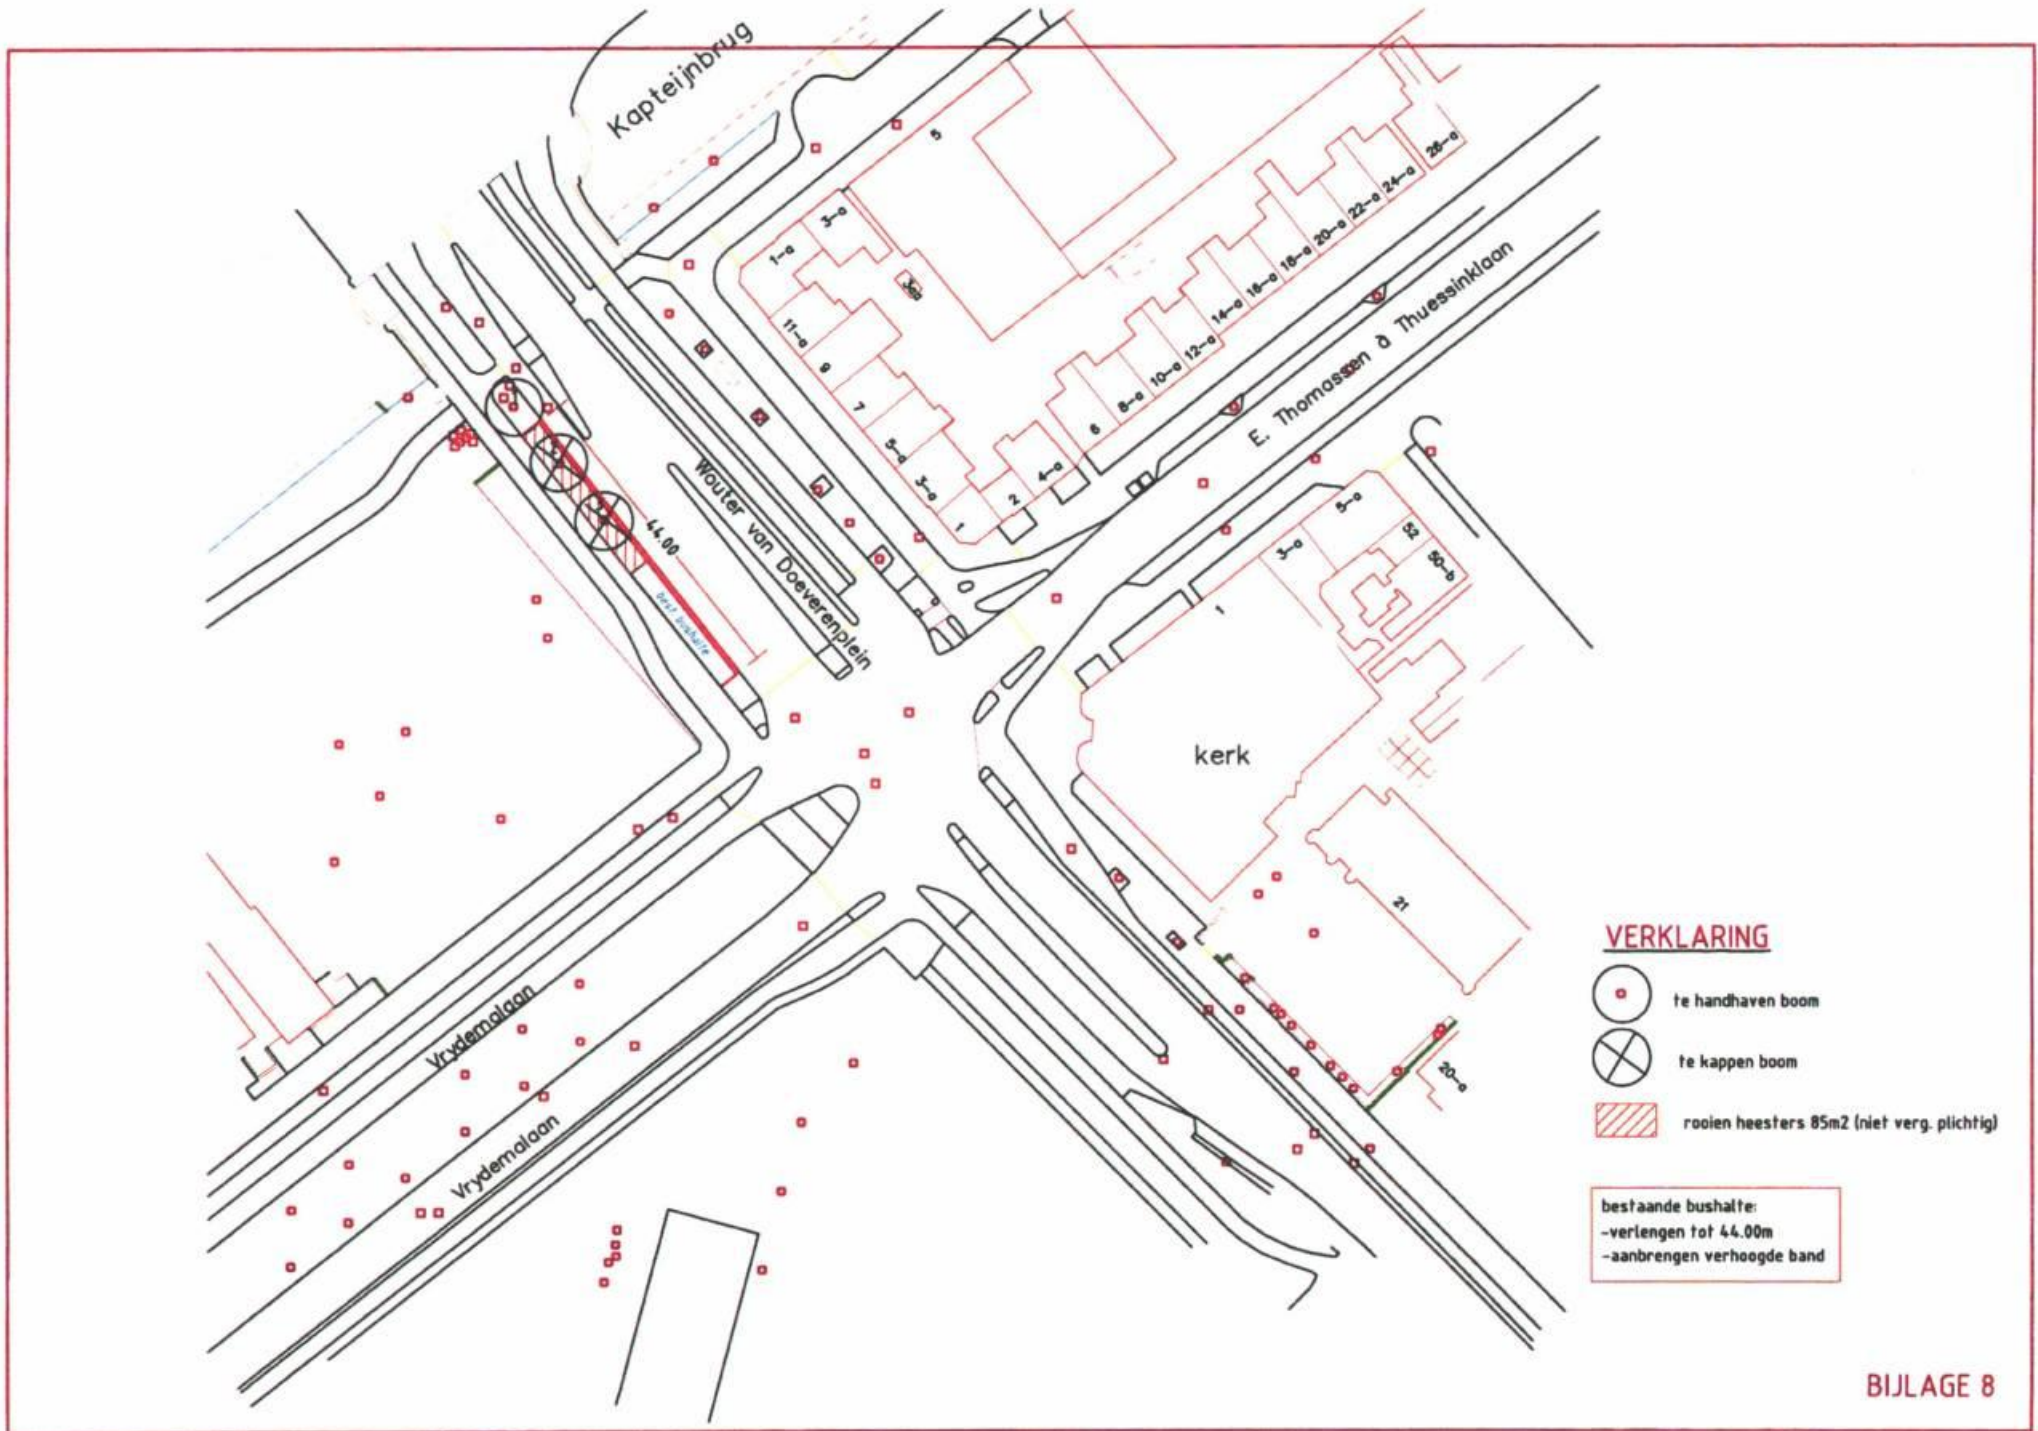 Kapteijnbrug
5
3-a
1-a
3aa
11-a
9
7
5-a
3-a
1
2
4-a
6
8-a
10-a
12-a
14-a
16-a
18-a
20-a
22-a
24-a
26-a
E. Thomassen à Thuessinklaan
Wouter van Doeverenplein
44.00
best bushalte
5-a
52
50-b
3-a
1
kerk
21
20-a
Vrydemalaan
Vrydemalaan
VERKLARING
te handhaven boom
te kappen boom
rooien heesters 85m2 (niet verg. plichtig)
bestaande bushalte:
-verlengen tot 44.00m
-aanbrengen verhoogde band
BIJLAGE 8